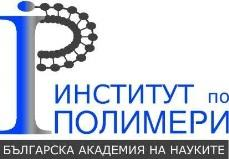 ИНСТИТУТ по
ПОЛИМЕРИ
БЪЛГАРСКА АКАДЕМИЯ НА НАУКИТЕ